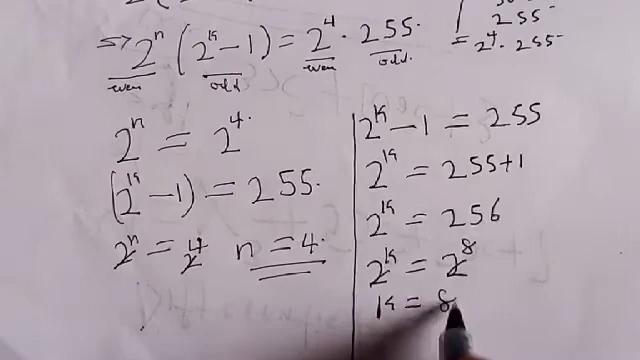 => 2^n (2^k - 1) = 2^4 · 255.
even odd even odd.
255
= 2^4 · 255
2^n = 2^4.
(2^k - 1) = 255.
2^n = 2^4 n = 4.
2^k - 1 = 255
2^k = 255+1
2^k = 256
2^k = 2^8
k = 8